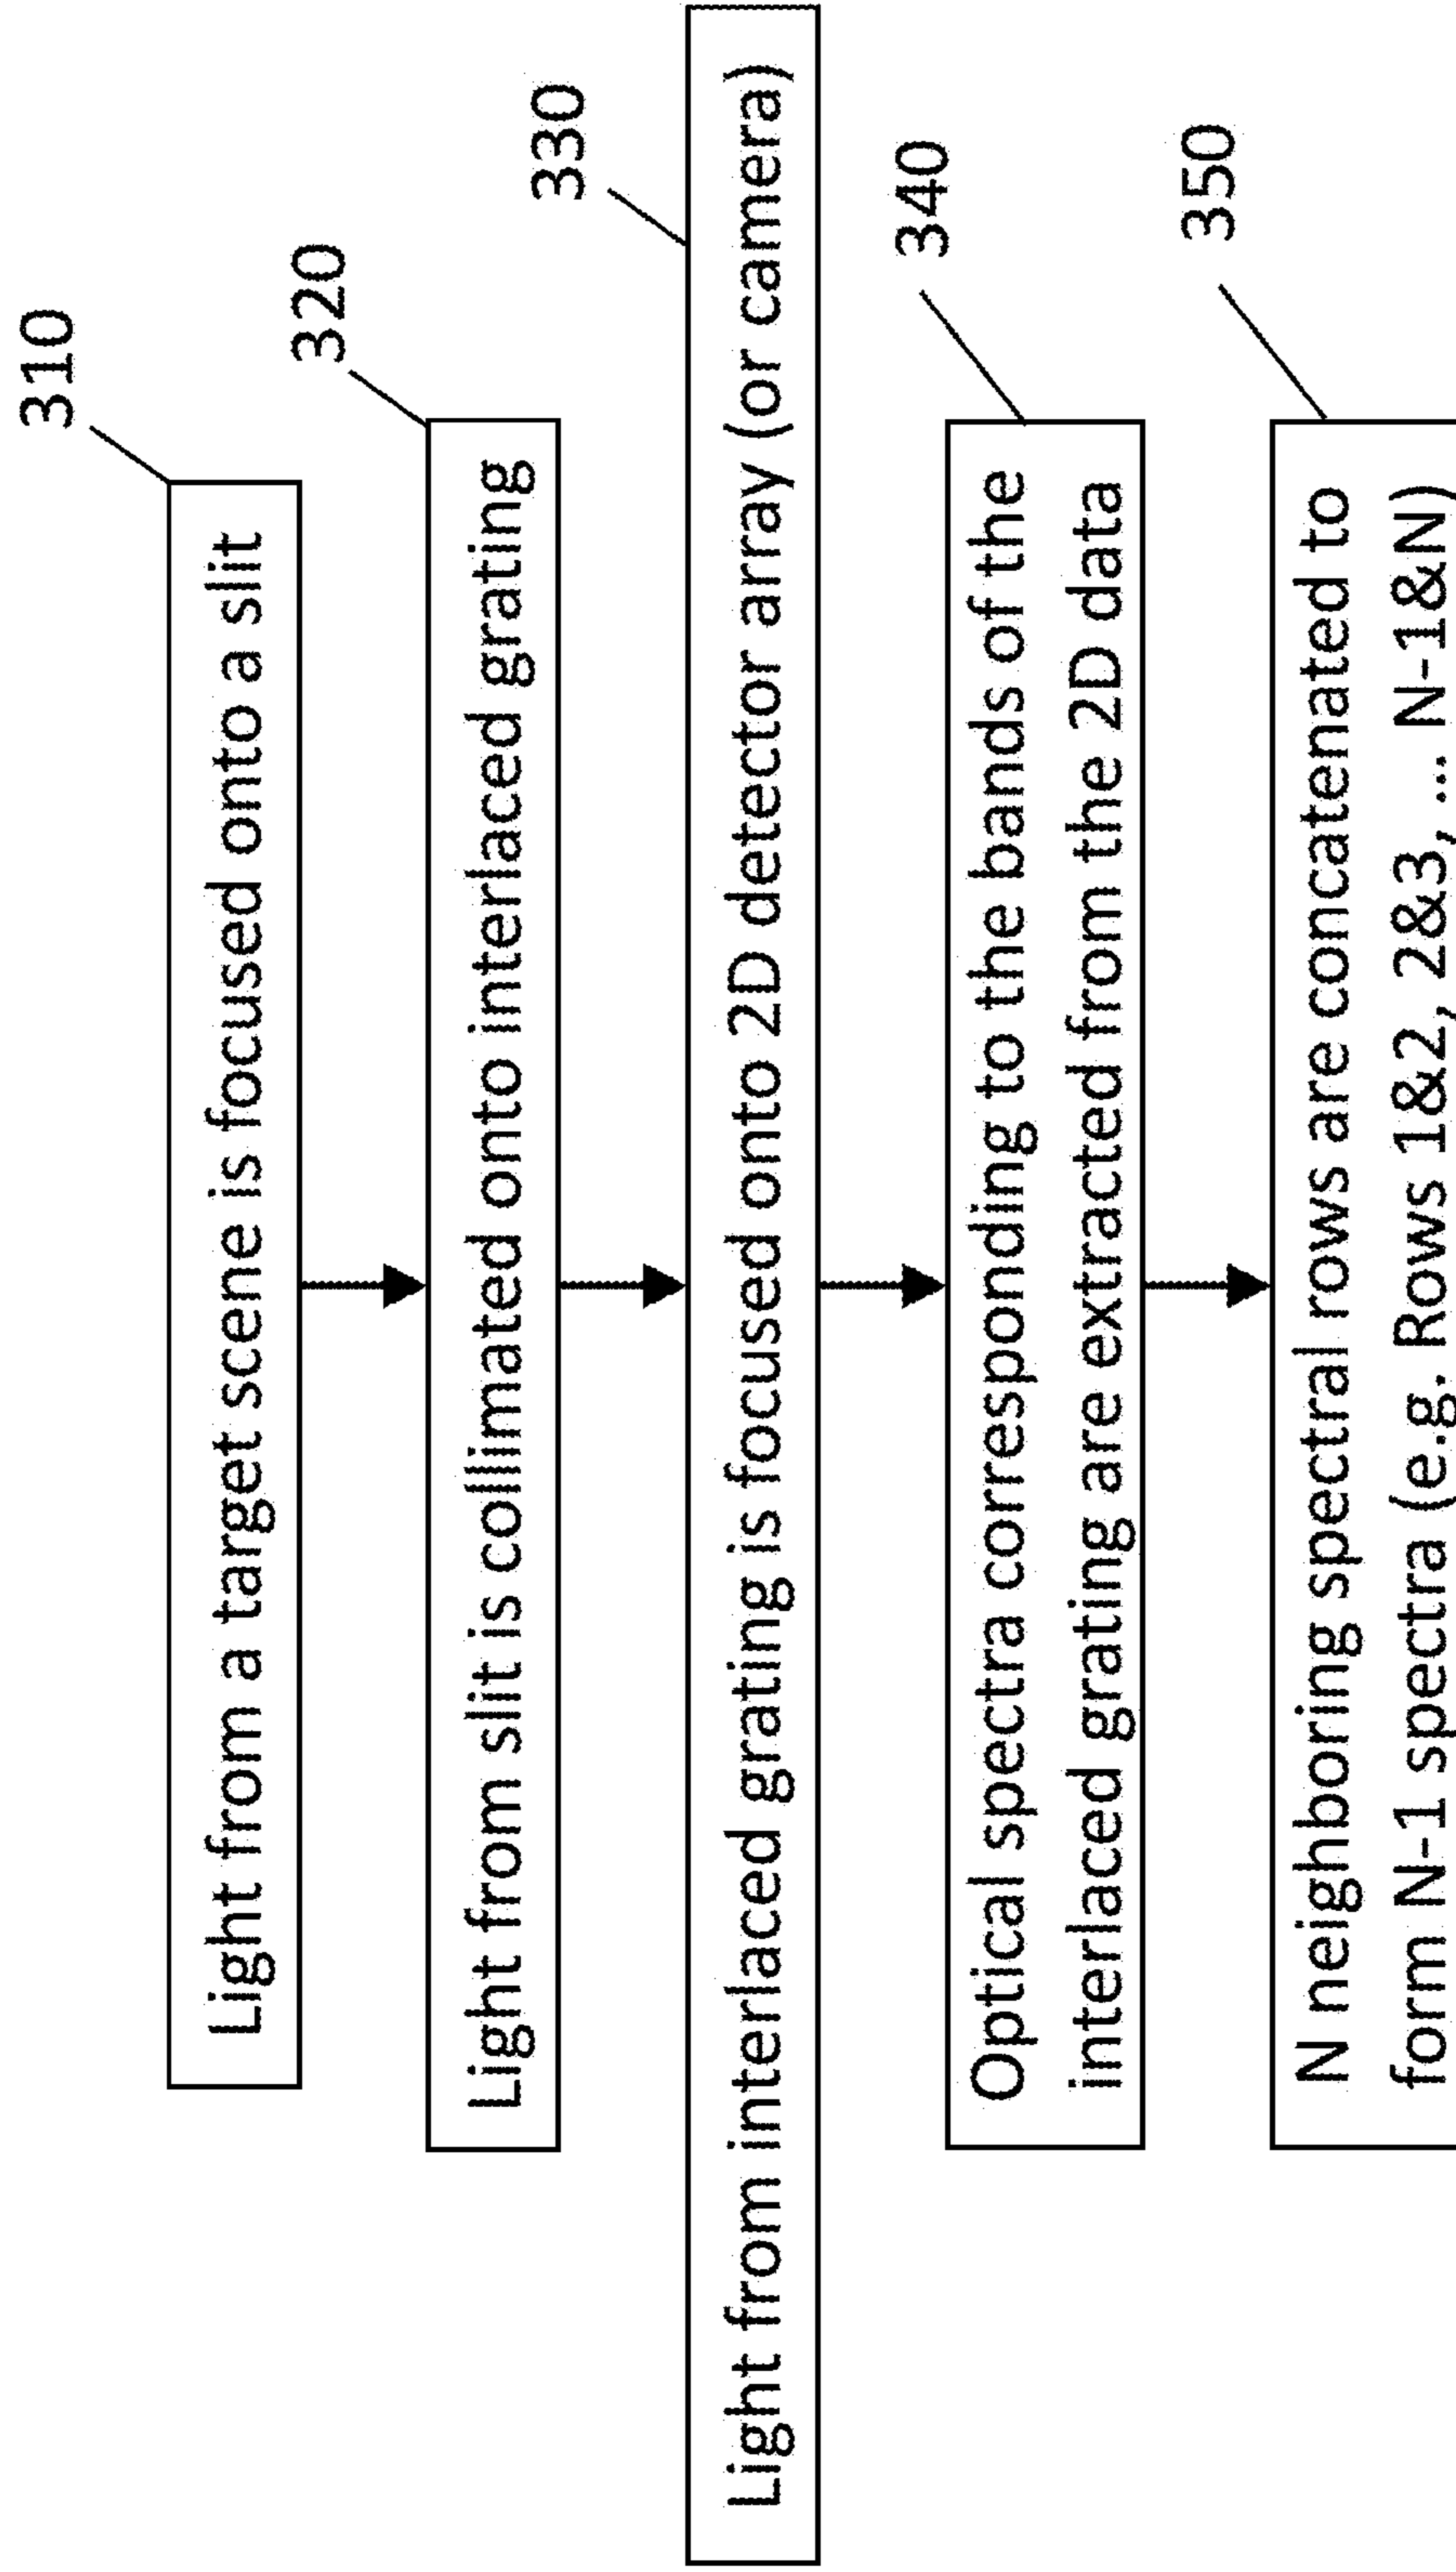 310
Light from a target scene is focused onto a slit
320
Light from slit is collimated onto interlaced grating
330
Light from interlaced grating is focused onto 2D detector array (or camera)
340
Optical spectra corresponding to the bands of the
interlaced grating are extracted from the 2D data
350
N neighboring spectral rows are concatenated to
form N-1 spectra (e.g. Rows 1&2, 2&3, ... N-1&N)